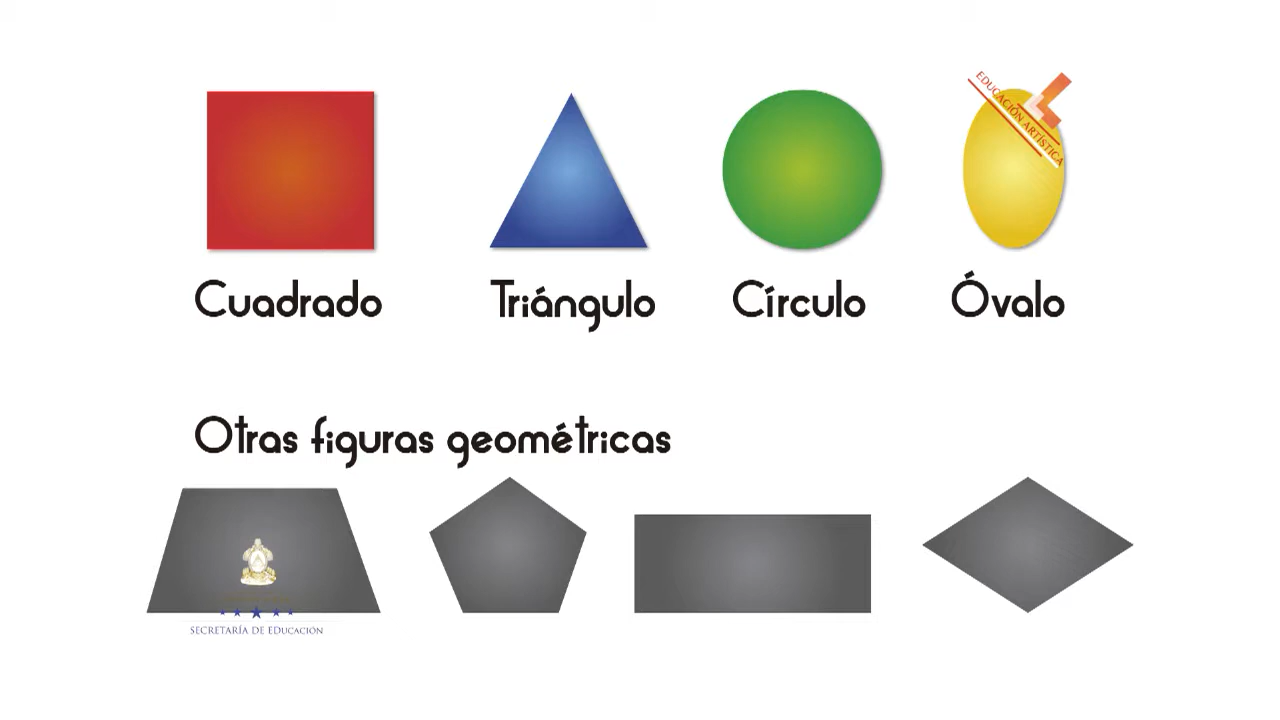 EDUCACIÓN ARTÍSTICA
Cuadrado Triángulo Círculo Óvalo
Otras figuras geométricas
SECRETARÍA DE EDUCACIÓN